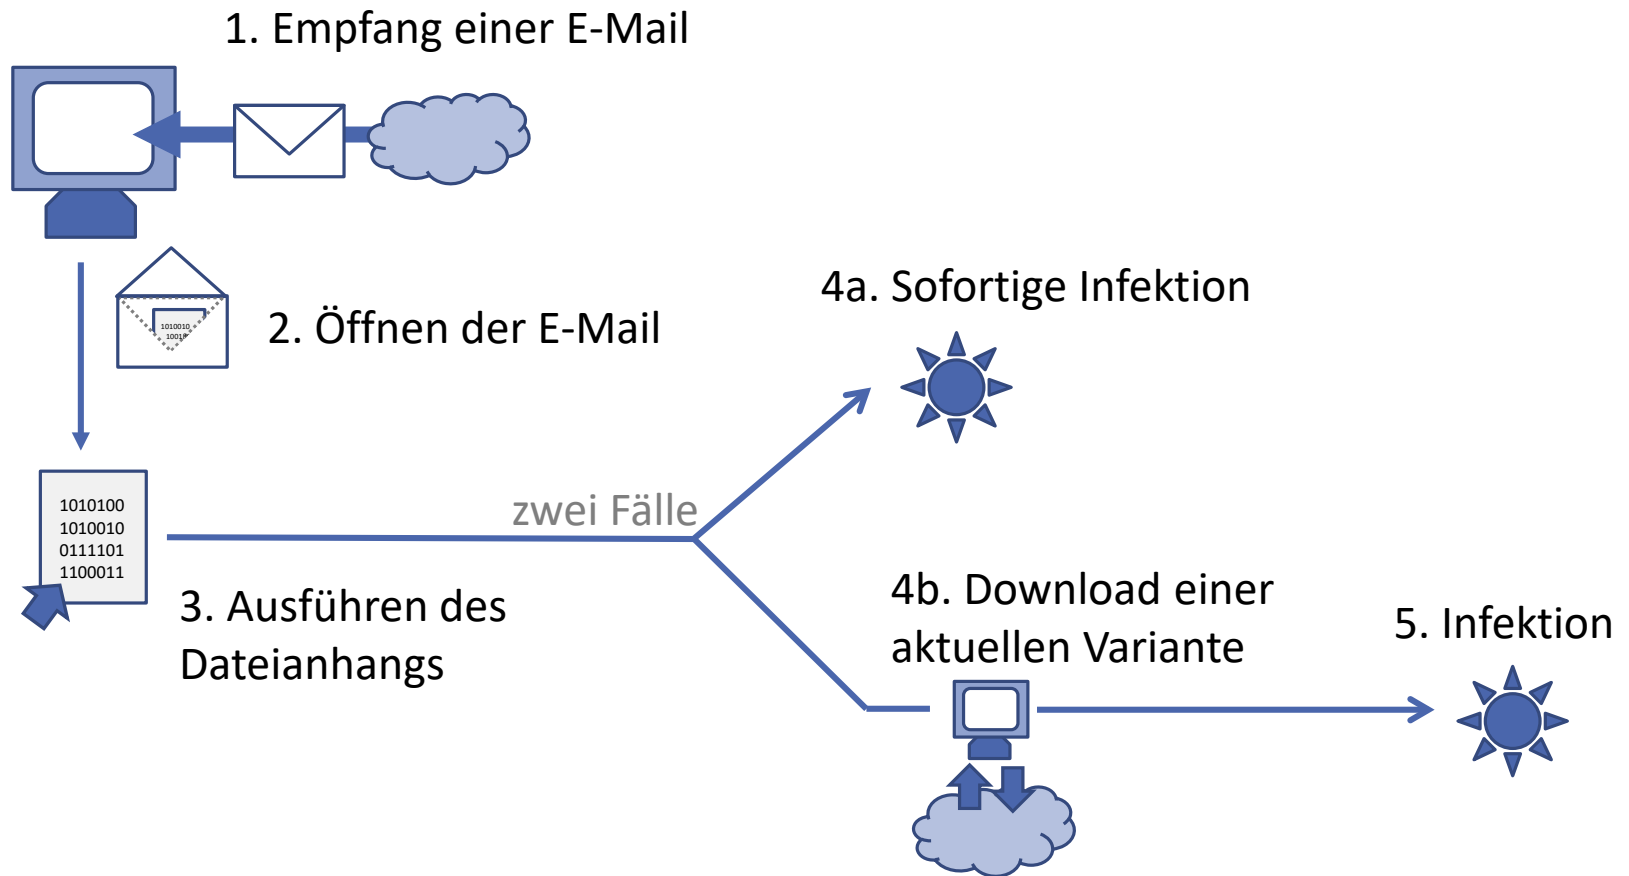 1. Empfang einer E-Mail
2. Öffnen der E-Mail
1010010
4a. Sofortige Infektion
zwei Fälle
1010100
1010010
0111101
1100011
3. Ausführen des
Dateianhangs
4b. Download einer
aktuellen Variante
5. Infektion